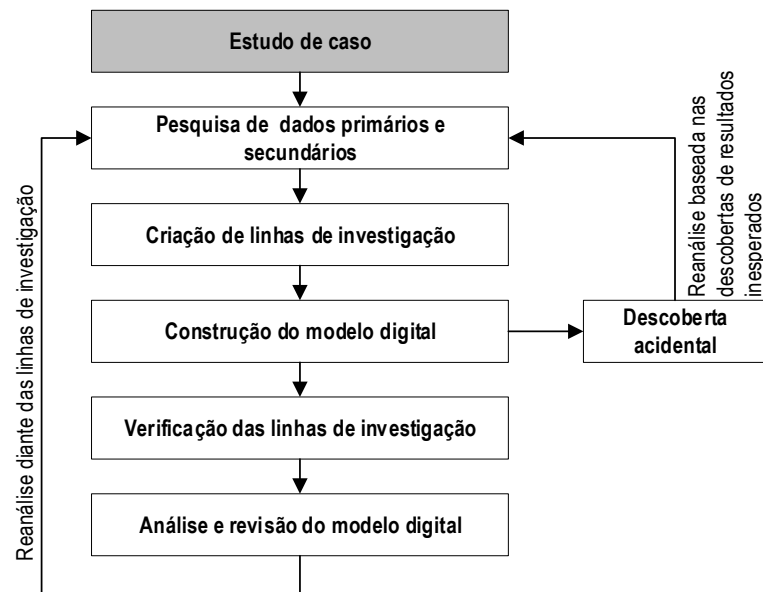 Estudo de caso
Pesquisa de dados primários e
secundários
Criação de linhas de investigação
Construção do modelo digital
Descoberta
acidental
Verificação das linhas de investigação
Análise e revisão do modelo digital
Reanálise diante das linhas de investigação
Reanálise baseada nas
descobertas de resultados
inesperados